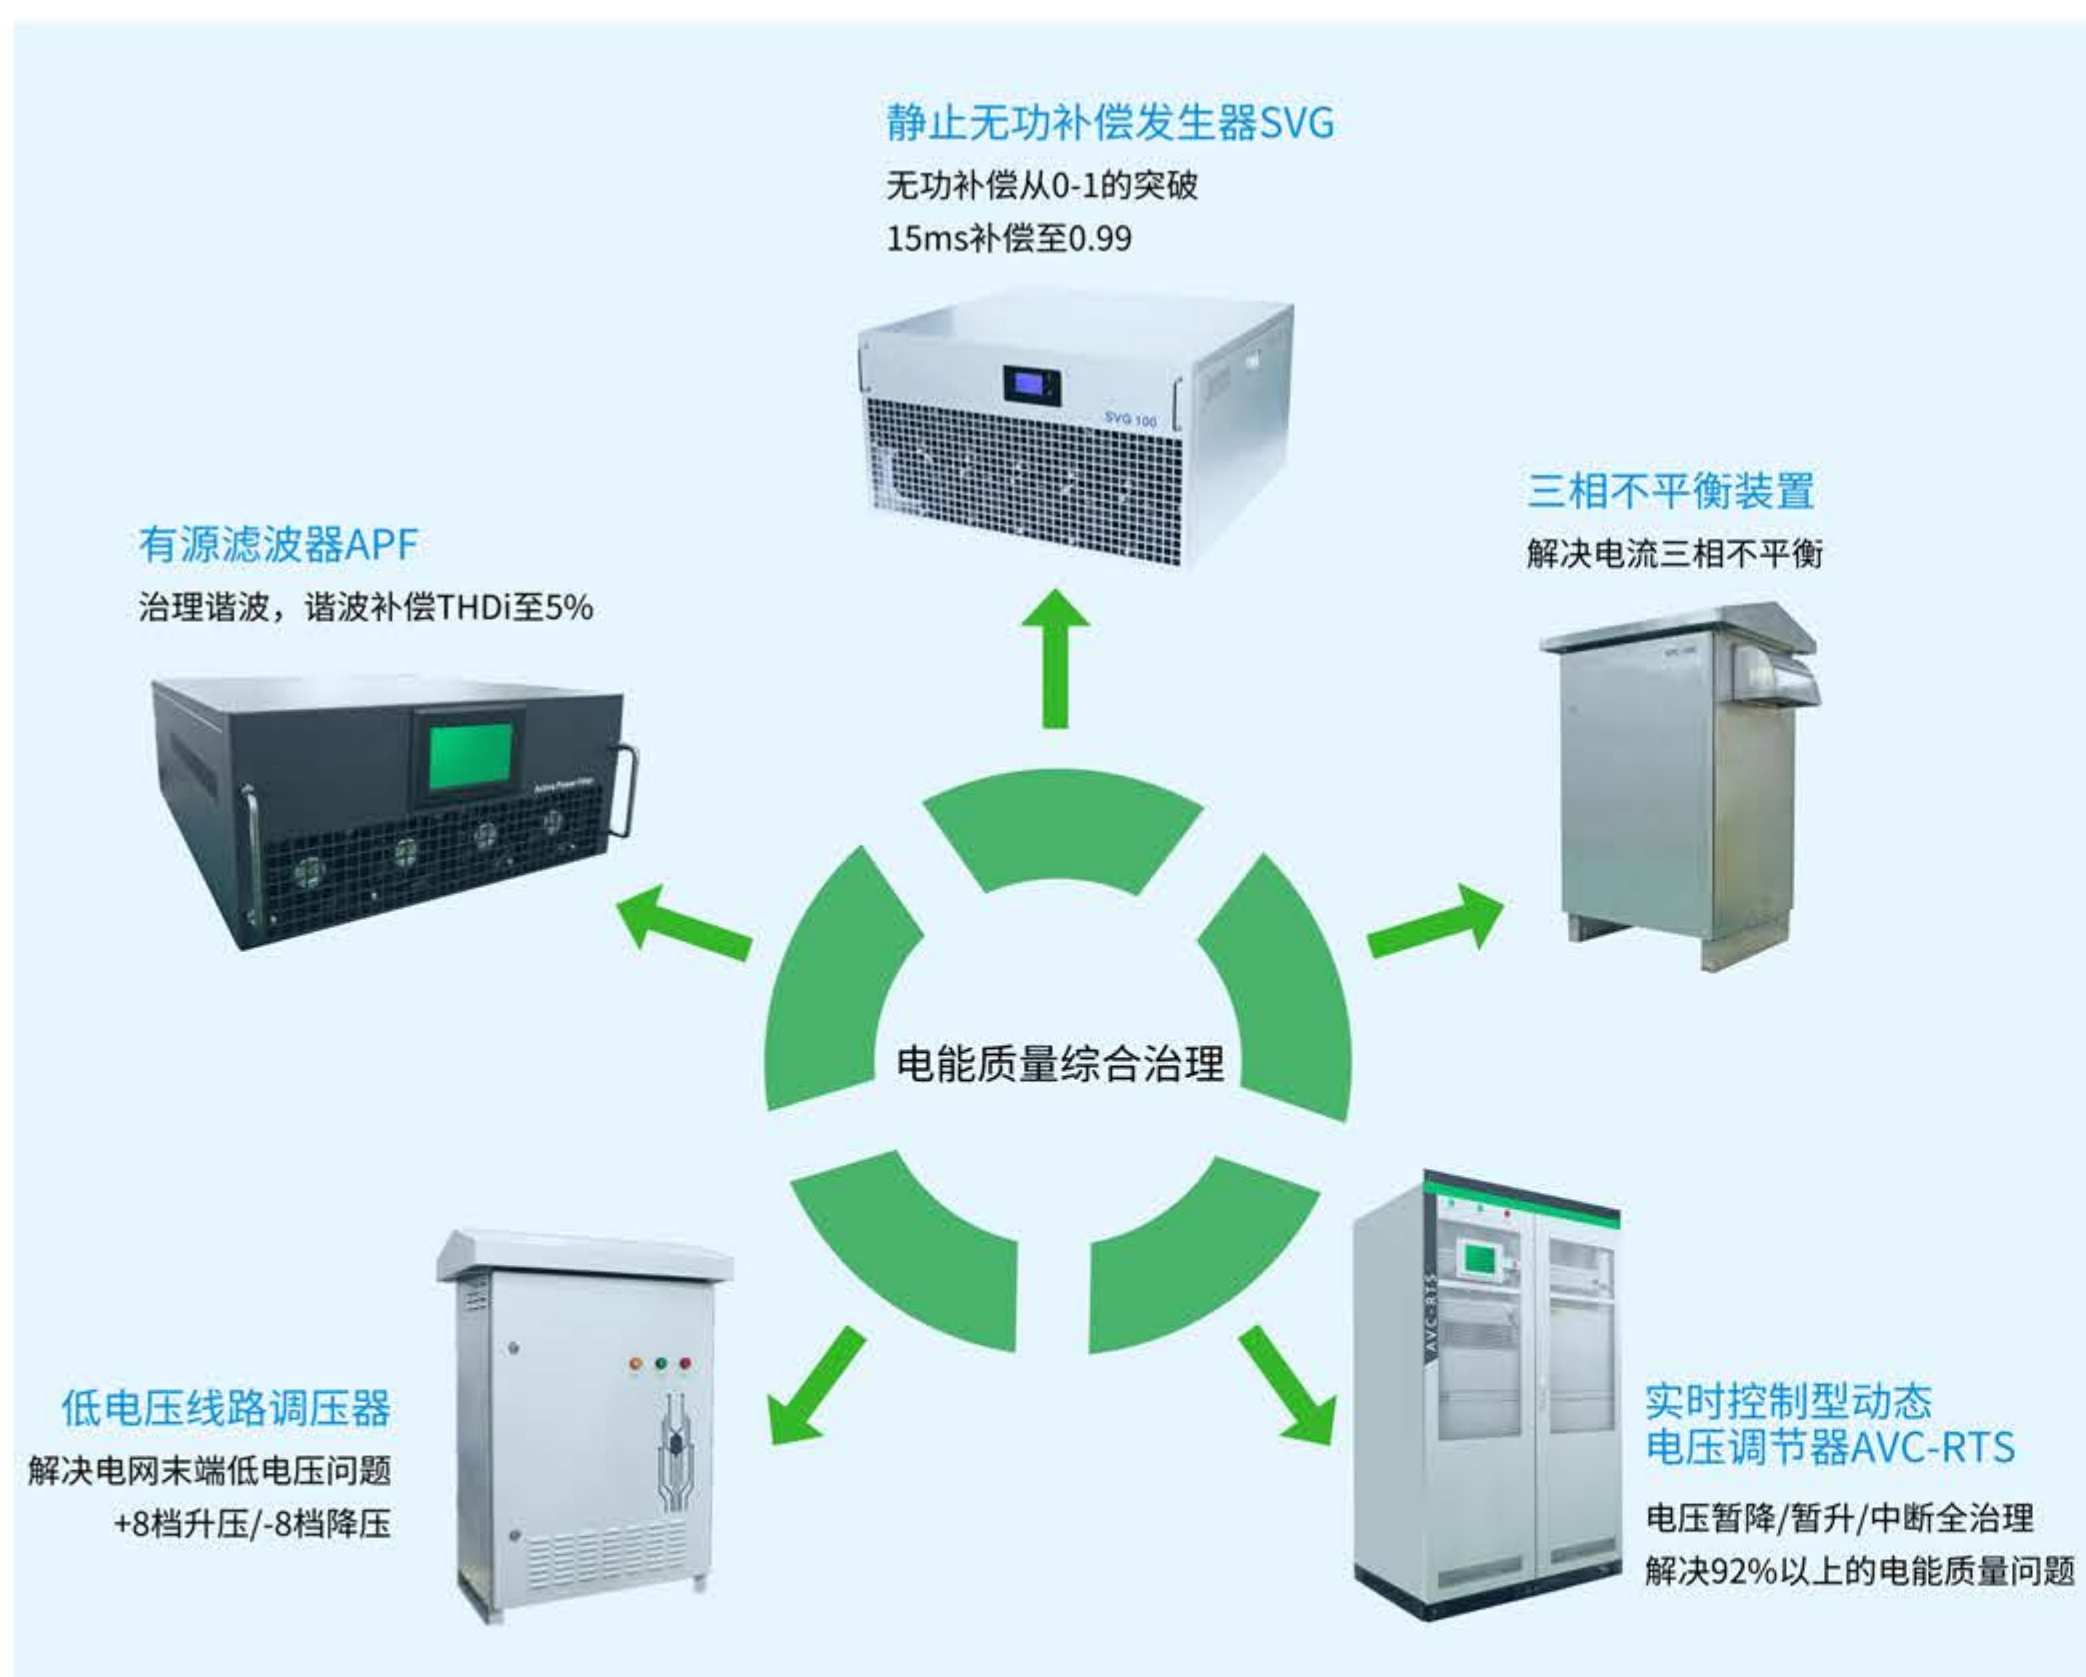 静止无功补偿发生器SVG
无功补偿从0-1的突破
15ms补偿至0.99
SVG 100
三相不平衡装置
解决电流三相不平衡
有源滤波器APF
治理谐波，谐波补偿THDi至5%
Active Power Filter
电能质量综合治理
低电压线路调压器
解决电网末端低电压问题
+8档升压/-8档降压
AVC-RTS
实时控制型动态
电压调节器AVC-RTS
电压暂降/暂升/中断全治理
解决92%以上的电能质量问题